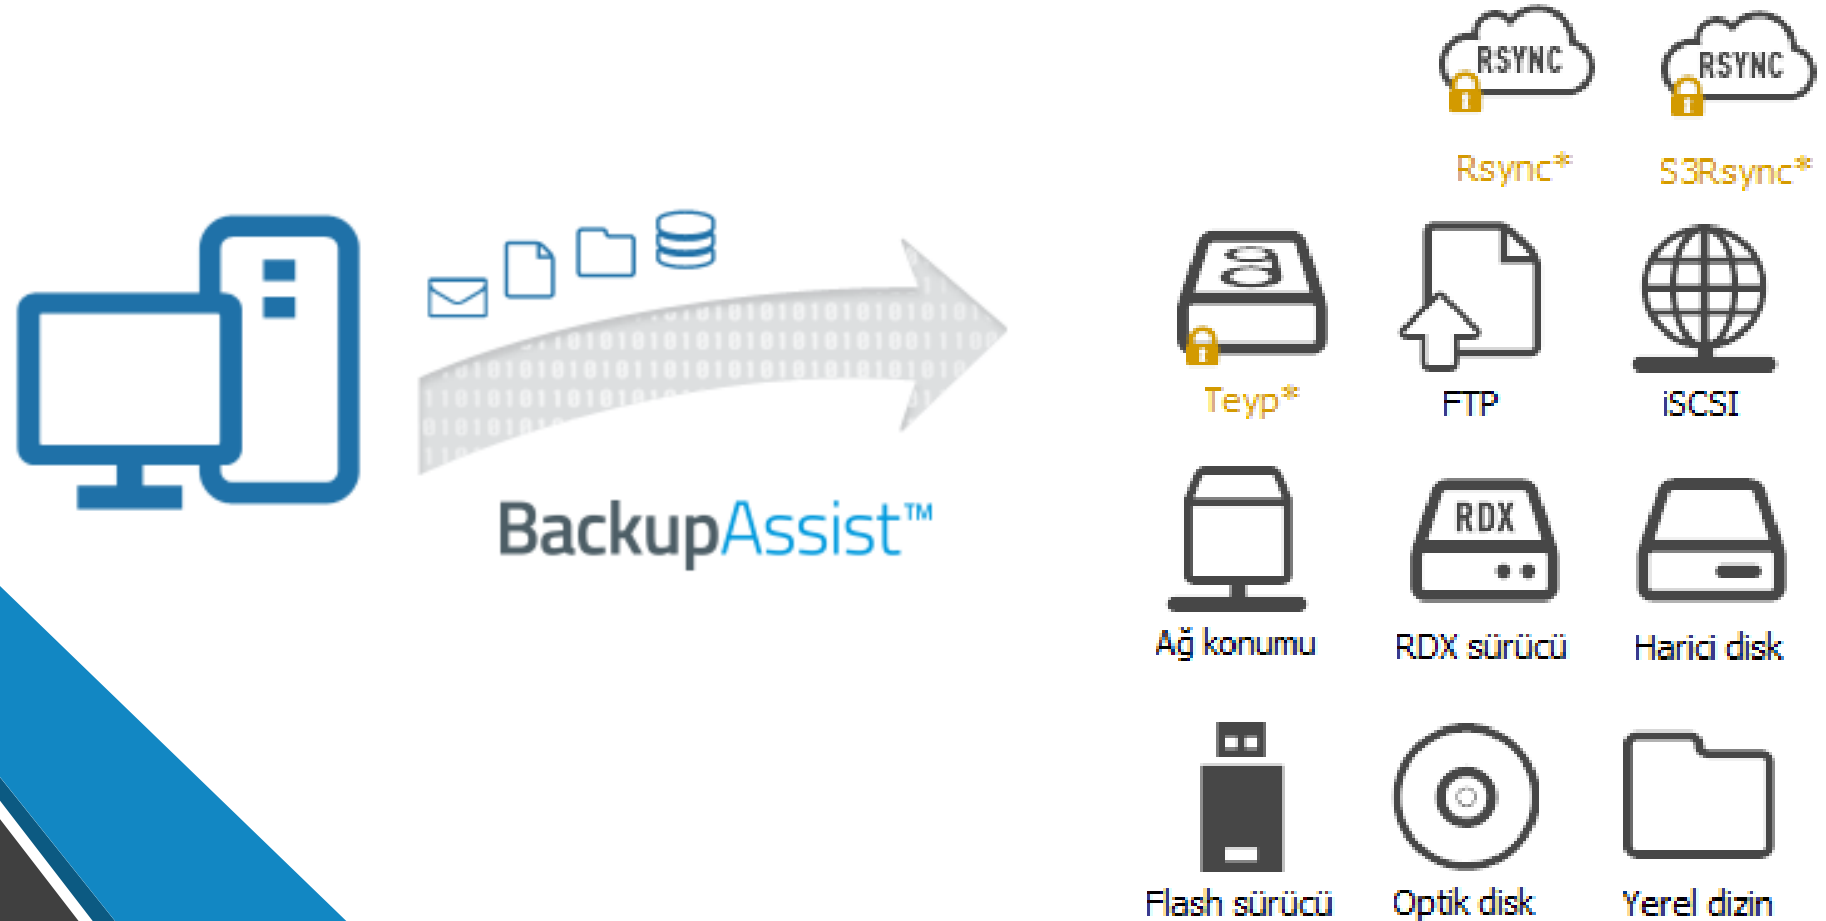 RSYNC RSYNC
Rsync* S3Rsync*
Teyp* FTP iSCSI
BackupAssist™
RDX
Ağ konumu RDX sürücü Harici disk
Flash sürücü Optik disk Yerel dizin